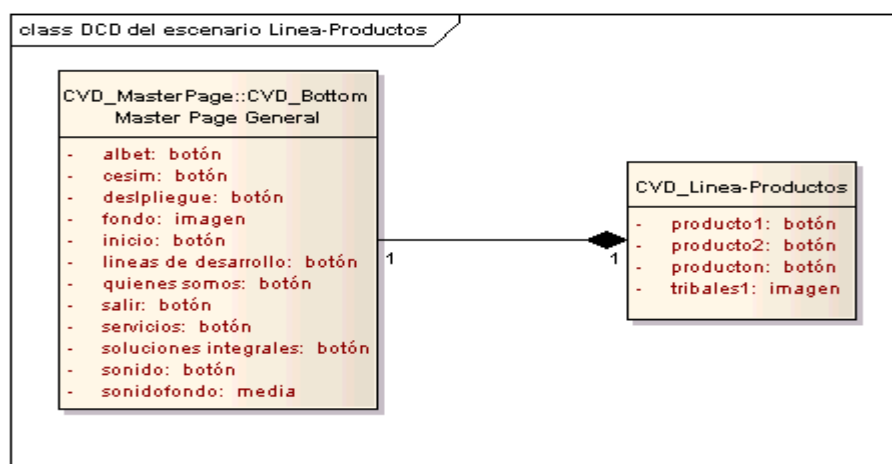 class DCD del escenario Linea-Productos
CVD_MasterPage::CVD_Bottom
Master Page General
- albet: botón
- cesim: botón
- deslpliegue: botón
- fondo: imagen
- inicio: botón
- lineas de desarrollo: botón
- quienes somos: botón
- salir: botón
- servicios: botón
- soluciones integrales: botón
- sonido: botón
- sonidofondo: media
1
1
CVD_Linea-Productos
- producto1: botón
- producto2: botón
- producton: botón
- tribales1: imagen